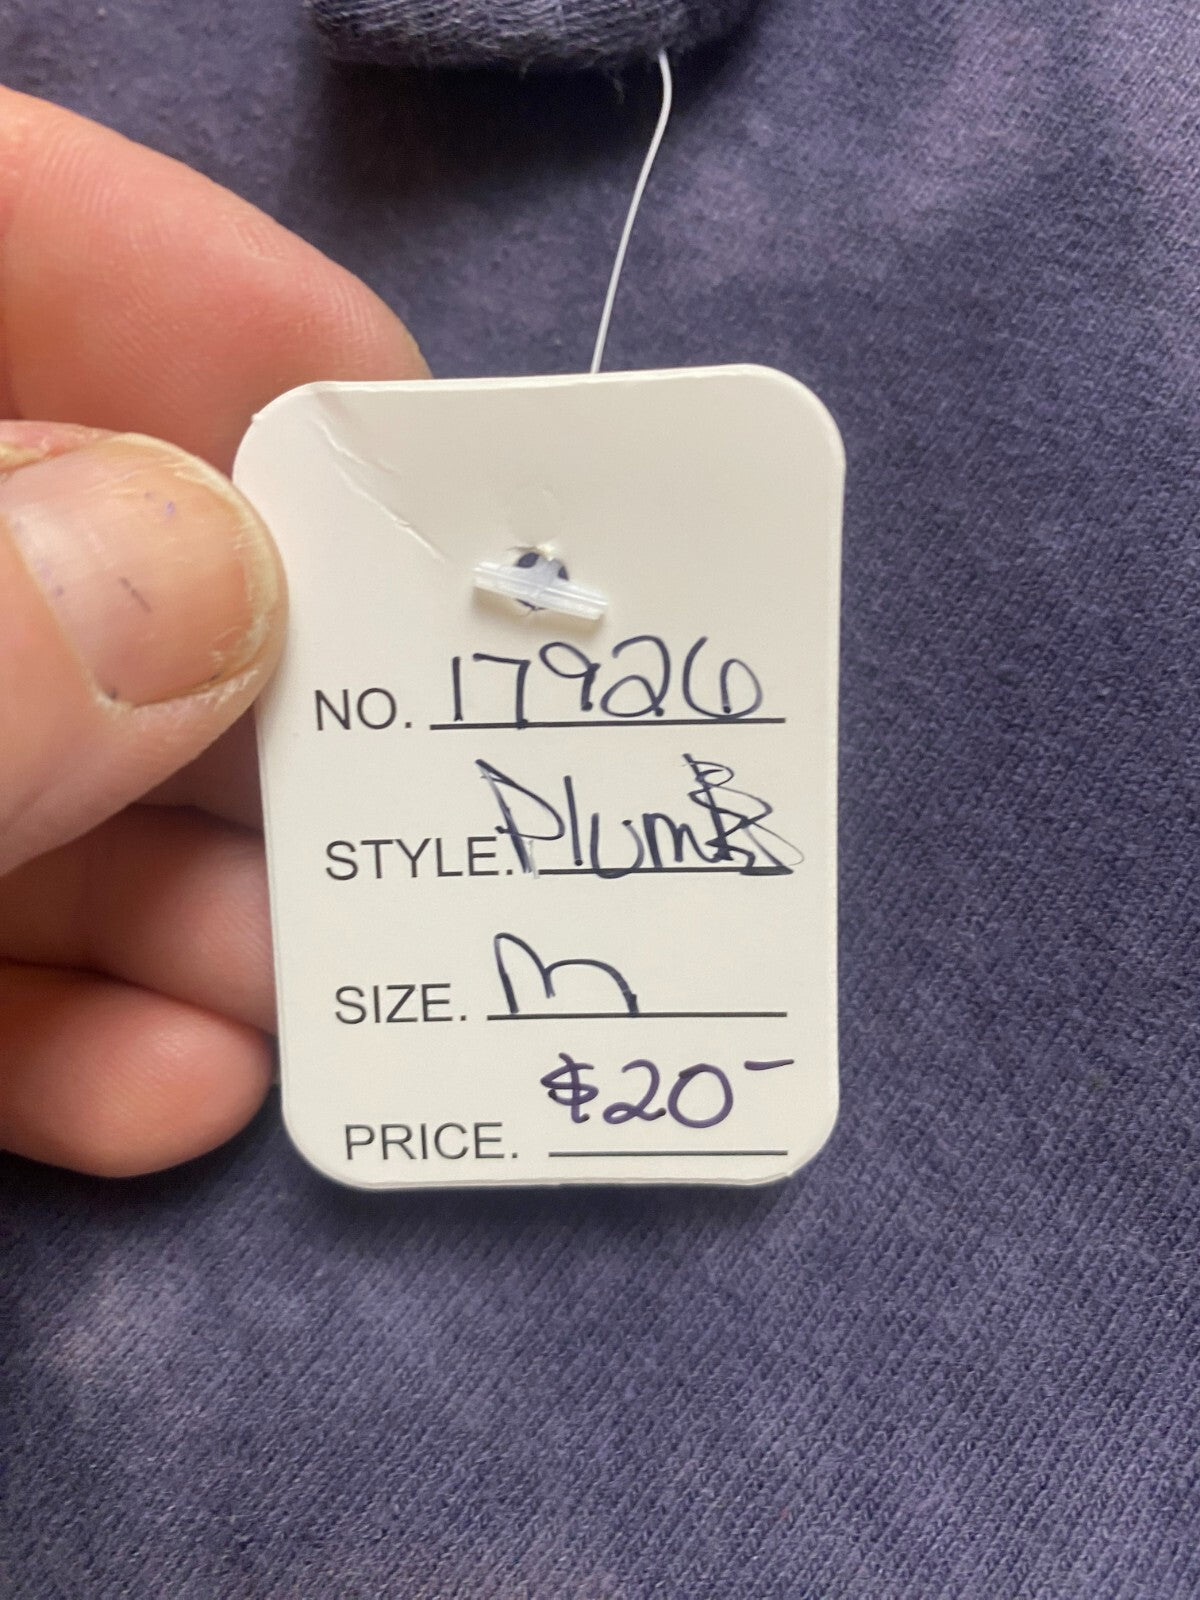 NO. 17926
STYLE. Plum
SIZE. M
PRICE. $20-